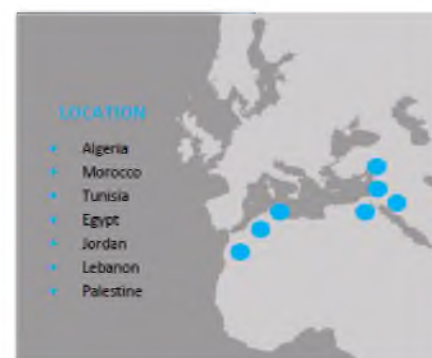 LOCATION
Algeria
Morocco
Tunisia
Egypt
Jordan
Lebanon
Palestine